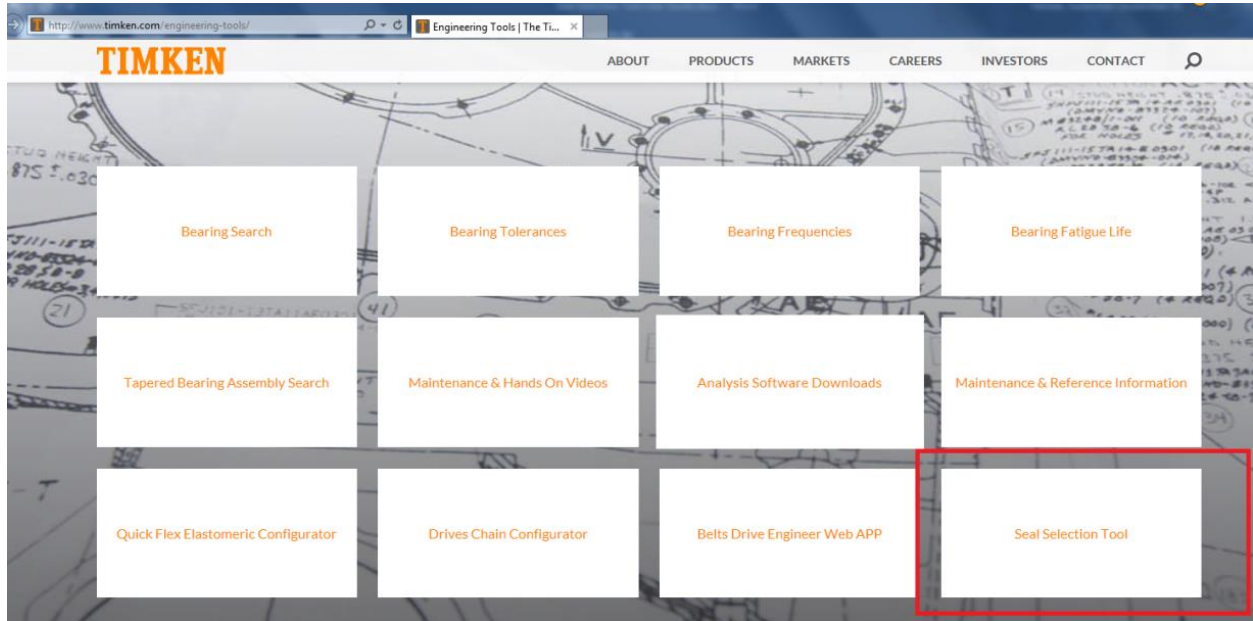 http://www.timken.com/engineering-tools/
Engineering Tools | The Ti...
TIMKEN
ABOUT PRODUCTS MARKETS CAREERS INVESTORS CONTACT
Bearing Search
Bearing Tolerances
Bearing Frequencies
Bearing Fatigue Life
Tapered Bearing Assembly Search
Maintenance & Hands On Videos
Analysis Software Downloads
Maintenance & Reference Information
Quick Flex Elastomeric Configurator
Drives Chain Configurator
Belts Drive Engineer Web APP
Seal Selection Tool